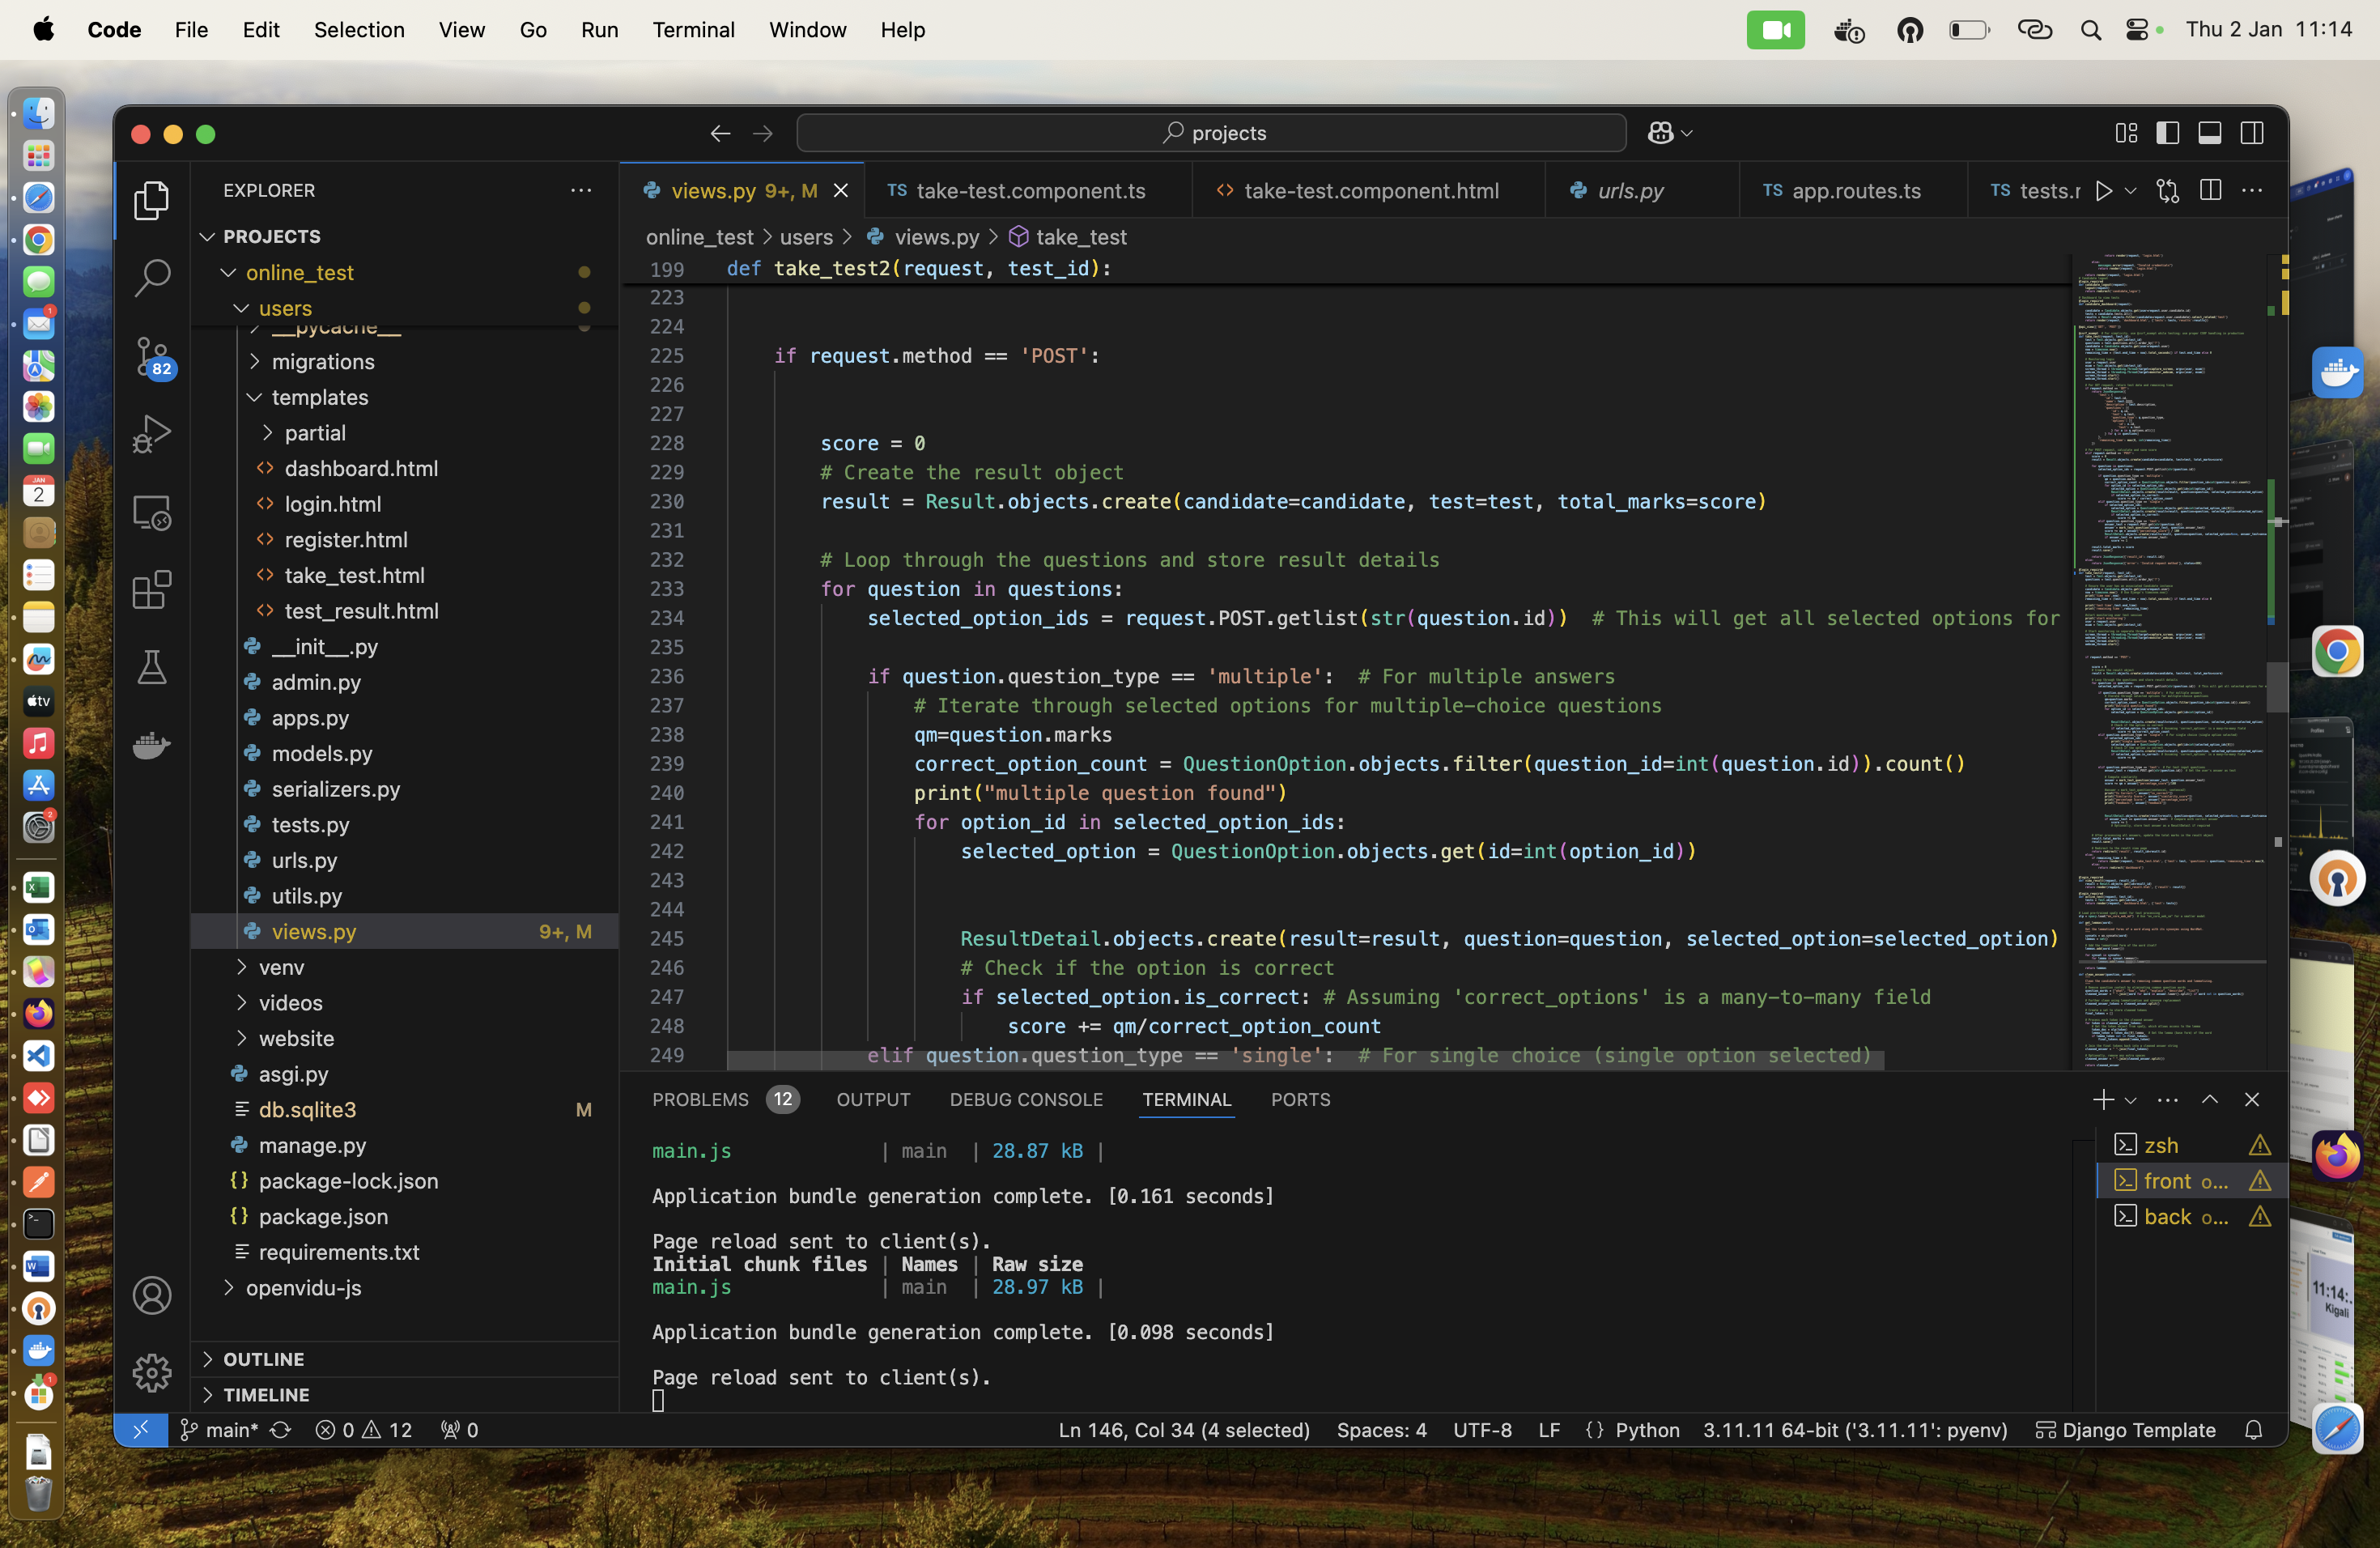 Code File Edit Selection View Go Run Terminal Window Help Thu 2 Jan 11:14
projects
EXPLORER
PROJECTS
online_test
users
__pycache__
migrations
templates
partial
dashboard.html
login.html
register.html
take_test.html
test_result.html
__init__.py
admin.py
apps.py
models.py
serializers.py
tests.py
urls.py
utils.py
views.py 9+, M
venv
videos
website
asgi.py
db.sqlite3 M
manage.py
package-lock.json
package.json
requirements.txt
openvidu-js
OUTLINE
TIMELINE
82
views.py 9+, M
TS take-test.component.ts
take-test.component.html
urls.py
TS app.routes.ts
TS tests.r
online_test > users > views.py > take_test
199 def take_test2(request, test_id):
223
224
225 if request.method == 'POST':
226
227
228 score = 0
229 # Create the result object
230 result = Result.objects.create(candidate=candidate, test=test, total_marks=score)
231
232 # Loop through the questions and store result details
233 for question in questions:
234 selected_option_ids = request.POST.getlist(str(question.id)) # This will get all selected options for
235
236 if question.question_type == 'multiple': # For multiple answers
237 # Iterate through selected options for multiple-choice questions
238 qm=question.marks
239 correct_option_count = QuestionOption.objects.filter(question_id=int(question.id)).count()
240 print("multiple question found")
241 for option_id in selected_option_ids:
242 selected_option = QuestionOption.objects.get(id=int(option_id))
243
244
245 ResultDetail.objects.create(result=result, question=question, selected_option=selected_option)
246 # Check if the option is correct
247 if selected_option.is_correct: # Assuming 'correct_options' is a many-to-many field
248 score += qm/correct_option_count
249 elif question.question_type == 'single': # For single choice (single option selected)
PROBLEMS 12 OUTPUT DEBUG CONSOLE TERMINAL PORTS
main.js | main | 28.87 kB |
Application bundle generation complete. [0.161 seconds]
Page reload sent to client(s).
Initial chunk files | Names | Raw size
main.js | main | 28.97 kB |
Application bundle generation complete. [0.098 seconds]
Page reload sent to client(s).
zsh
front o...
back o...
main* 0 12 0 Ln 146, Col 34 (4 selected) Spaces: 4 UTF-8 LF {} Python 3.11.11 64-bit ('3.11.11': pyenv) Django Template
JAN
2
tv
11:14:
Kigali